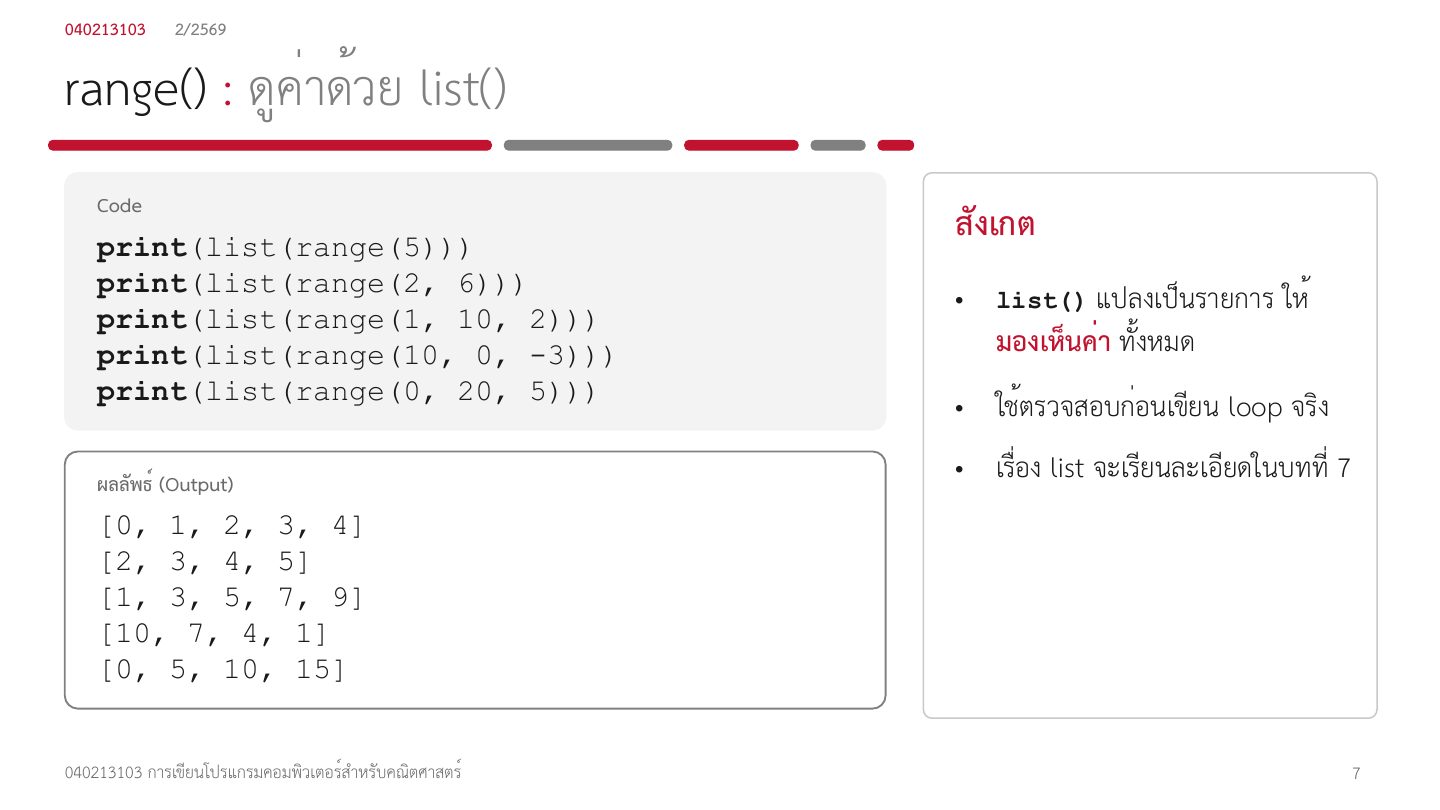 040213103 2/2569
range() : ดูค่าด้วย list()
Code
print(list(range(5)))
print(list(range(2, 6)))
print(list(range(1, 10, 2)))
print(list(range(10, 0, -3)))
print(list(range(0, 20, 5)))
ผลลัพธ์ (Output)
[0, 1, 2, 3, 4]
[2, 3, 4, 5]
[1, 3, 5, 7, 9]
[10, 7, 4, 1]
[0, 5, 10, 15]
สังเกต
• list() แปลงเป็นรายการ ให้
มองเห็นค่า ทั้งหมด
• ใช้ตรวจสอบก่อนเขียน loop จริง
• เรื่อง list จะเรียนละเอียดในบทที่ 7
040213103 การเขียนโปรแกรมคอมพิวเตอร์สำหรับคณิตศาสตร์
7